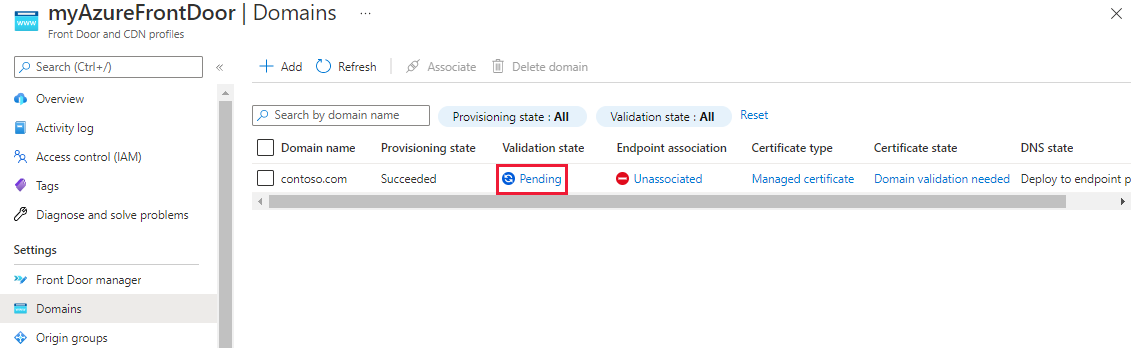 myAzureFrontDoor | Domains ...
Front Door and CDN profiles
Search (Ctrl+/)
Overview
Activity log
Access control (IAM)
Tags
Diagnose and solve problems
Settings
Front Door manager
Domains
Origin groups
Add Refresh Associate Delete domain
Search by domain name Provisioning state : All Validation state : All Reset
Domain name Provisioning state Validation state Endpoint association Certificate type Certificate state DNS state
contoso.com Succeeded Pending Unassociated Managed certificate Domain validation needed Deploy to endpoint p